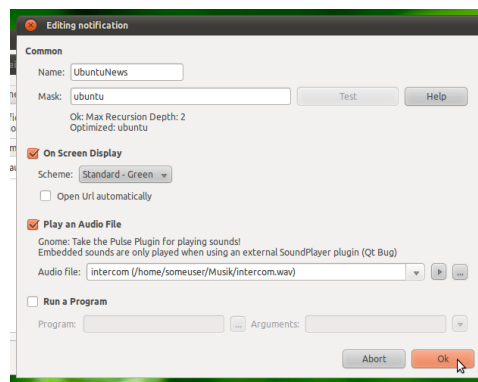 Editing notification
Common
Name: UbuntuNews
Mask: ubuntu Test Help
Ok: Max Recursion Depth: 2
Optimized: ubuntu
On Screen Display
Scheme: Standard - Green
Open Url automatically
Play an Audio File
Gnome: Take the Pulse Plugin for playing sounds!
Embedded sounds are only played when using an external SoundPlayer plugin (Qt Bug)
Audio file: intercom (/home/someuser/Musik/intercom.wav) ...
Run a Program
Program: ... Arguments:
Abort Ok